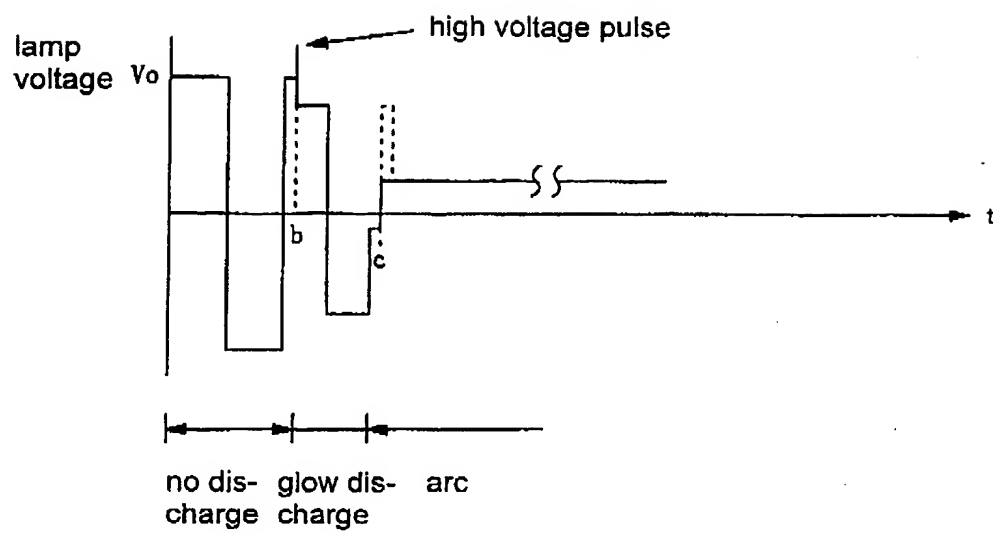 high voltage pulse
lamp
voltage Vo
t
b
c
no dis- glow dis- arc
charge charge